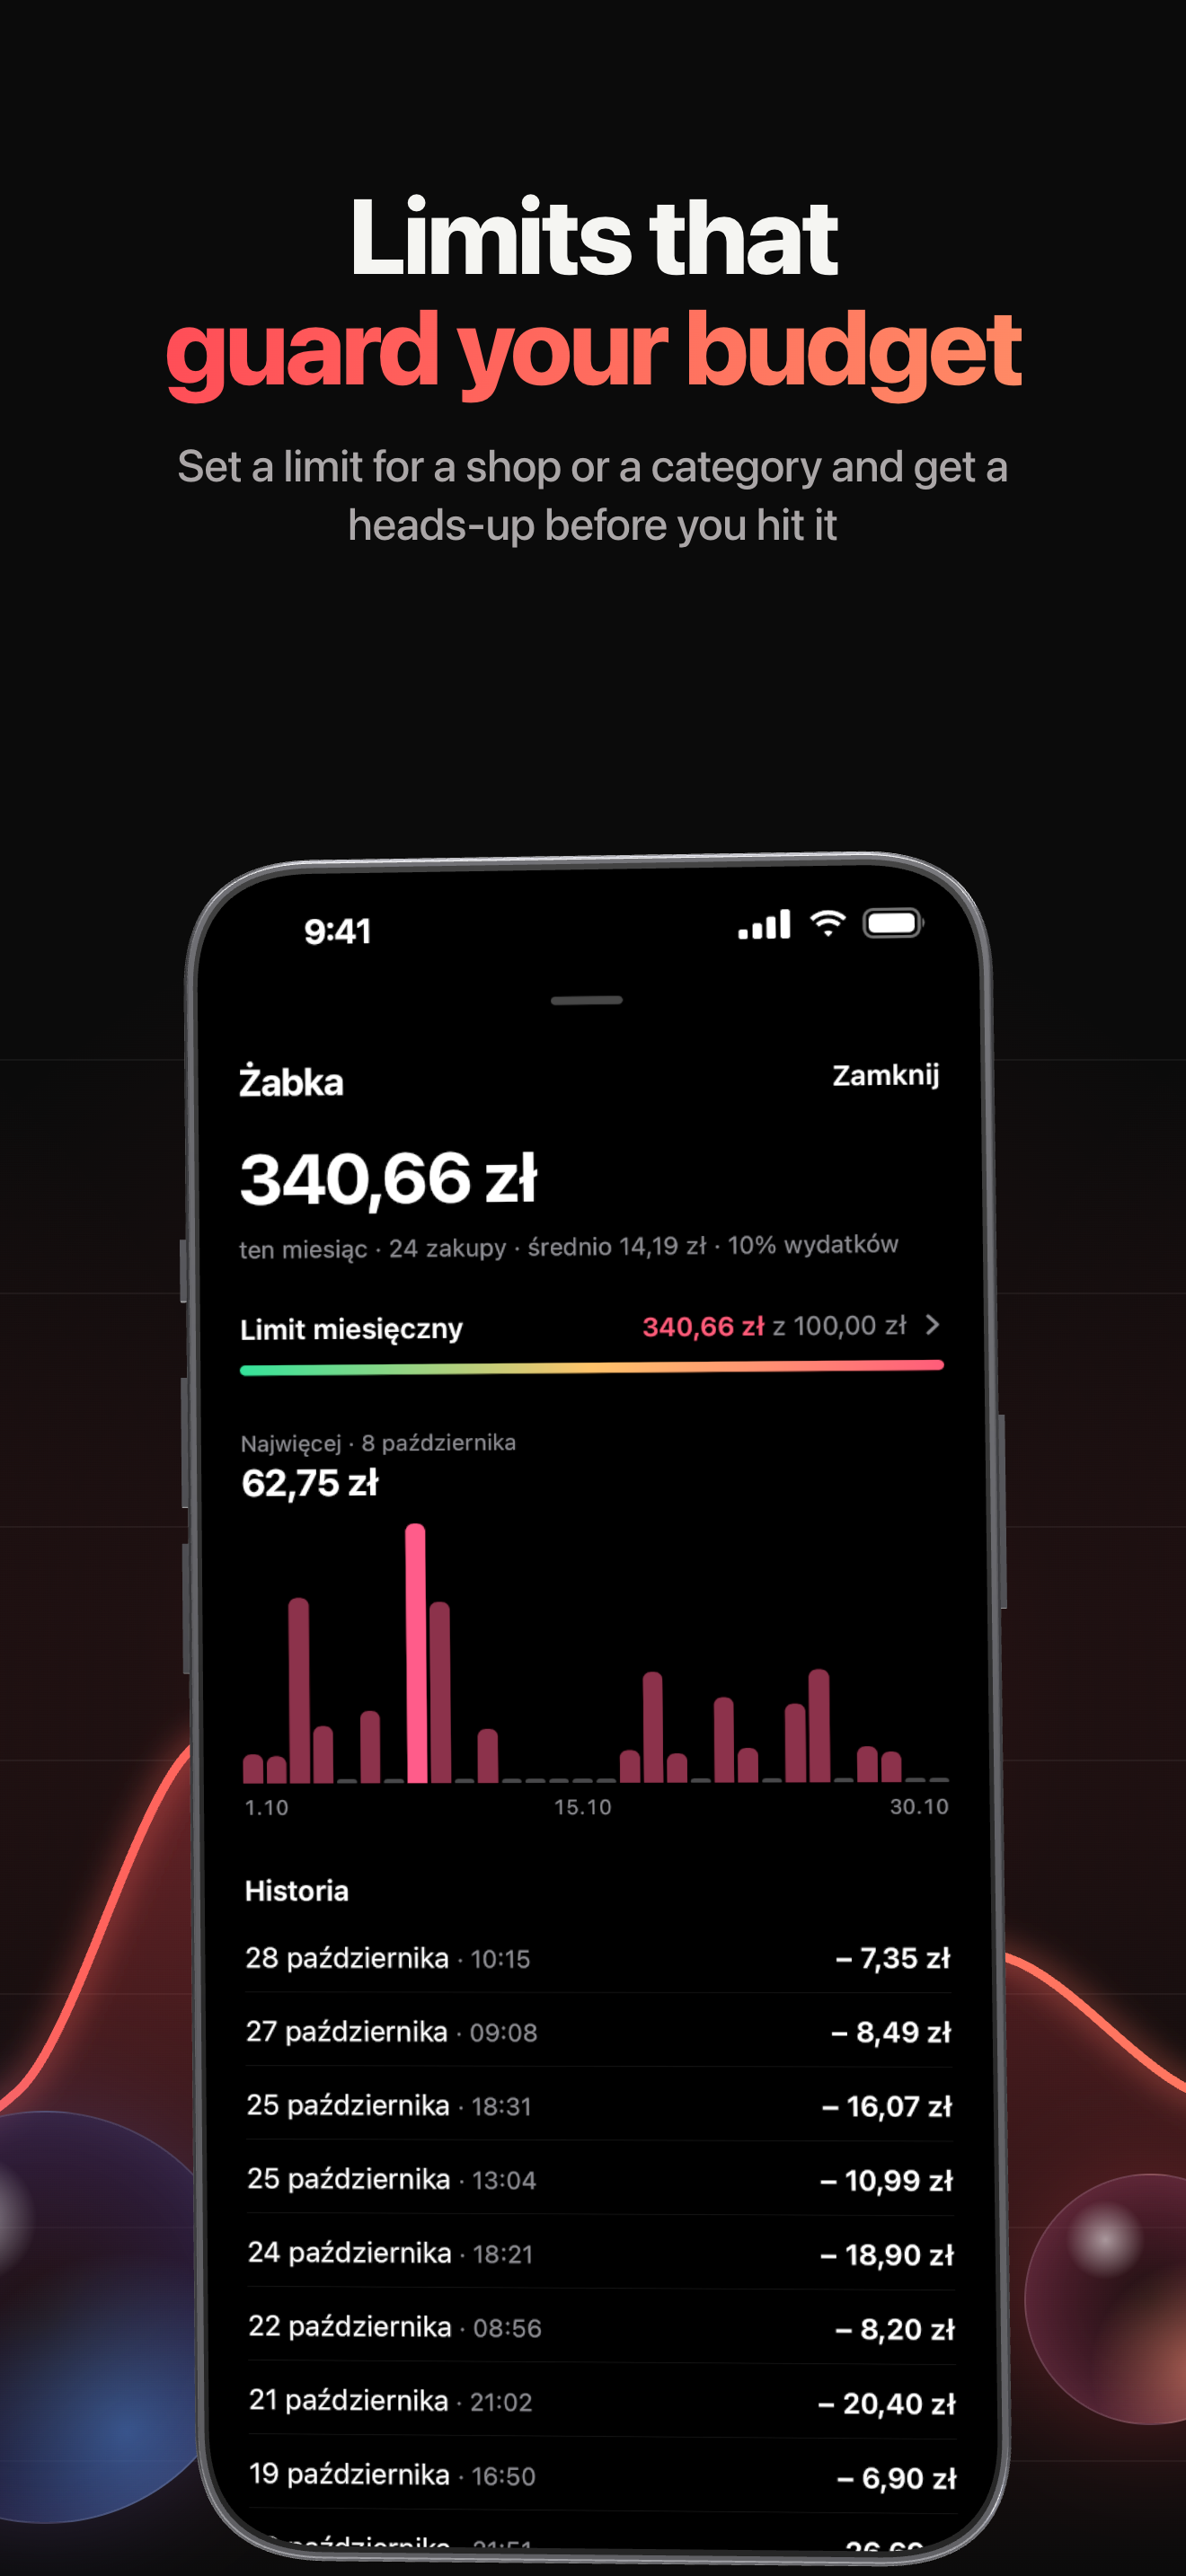 Limits that
guard your budget
Set a limit for a shop or a category and get a
heads-up before you hit it
9:41
Żabka Zamknij
340,66 zł
ten miesiąc · 24 zakupy · średnio 14,19 zł · 10% wydatków
Limit miesięczny 340,66 zł z 100,00 zł
Najwięcej · 8 października
62,75 zł
1.10 15.10 30.10
Historia
28 października · 10:15 – 7,35 zł
27 października · 09:08 – 8,49 zł
25 października · 18:31 – 16,07 zł
25 października · 13:04 – 10,99 zł
24 października · 18:21 – 18,90 zł
22 października · 08:56 – 8,20 zł
21 października · 21:02 – 20,40 zł
19 października · 16:50 – 6,90 zł
października · 21:51